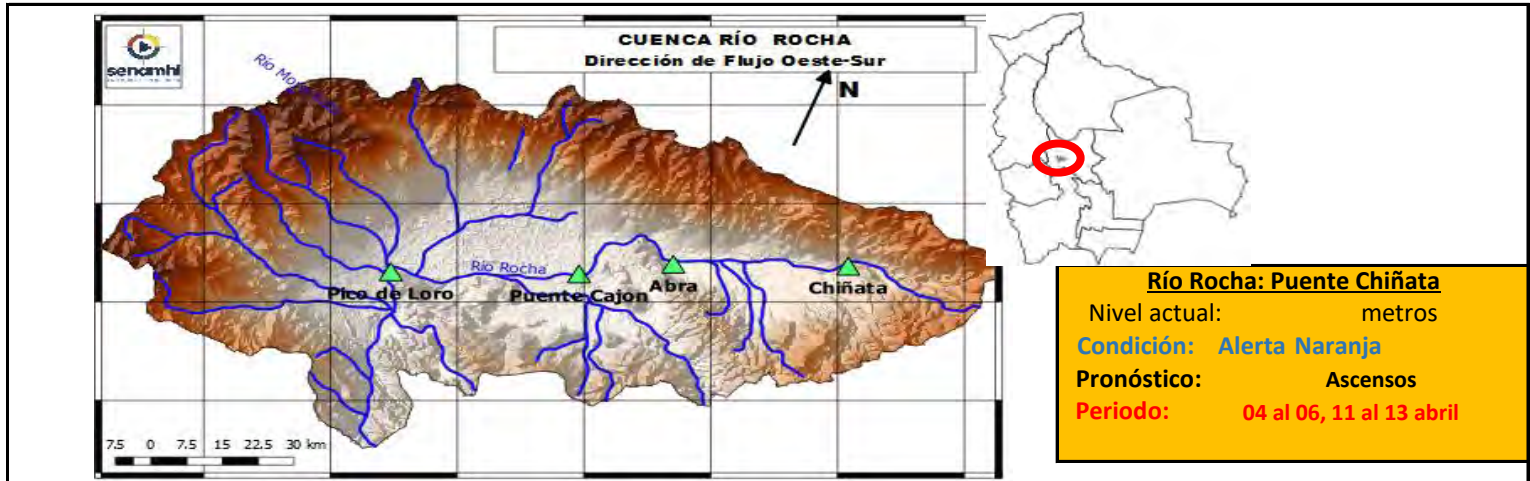 senamhi
CUENCA RÍO ROCHA
Dirección de Flujo Oeste-Sur
N
Río Rocha
Pico de Loro
Puente Cajon
Abra
Chiñata
7.5 0 7.5 15 22.5 30 km
Río Rocha: Puente Chiñata
Nivel actual: metros
Condición: Alerta Naranja
Pronóstico: Ascensos
Periodo: 04 al 06, 11 al 13 abril